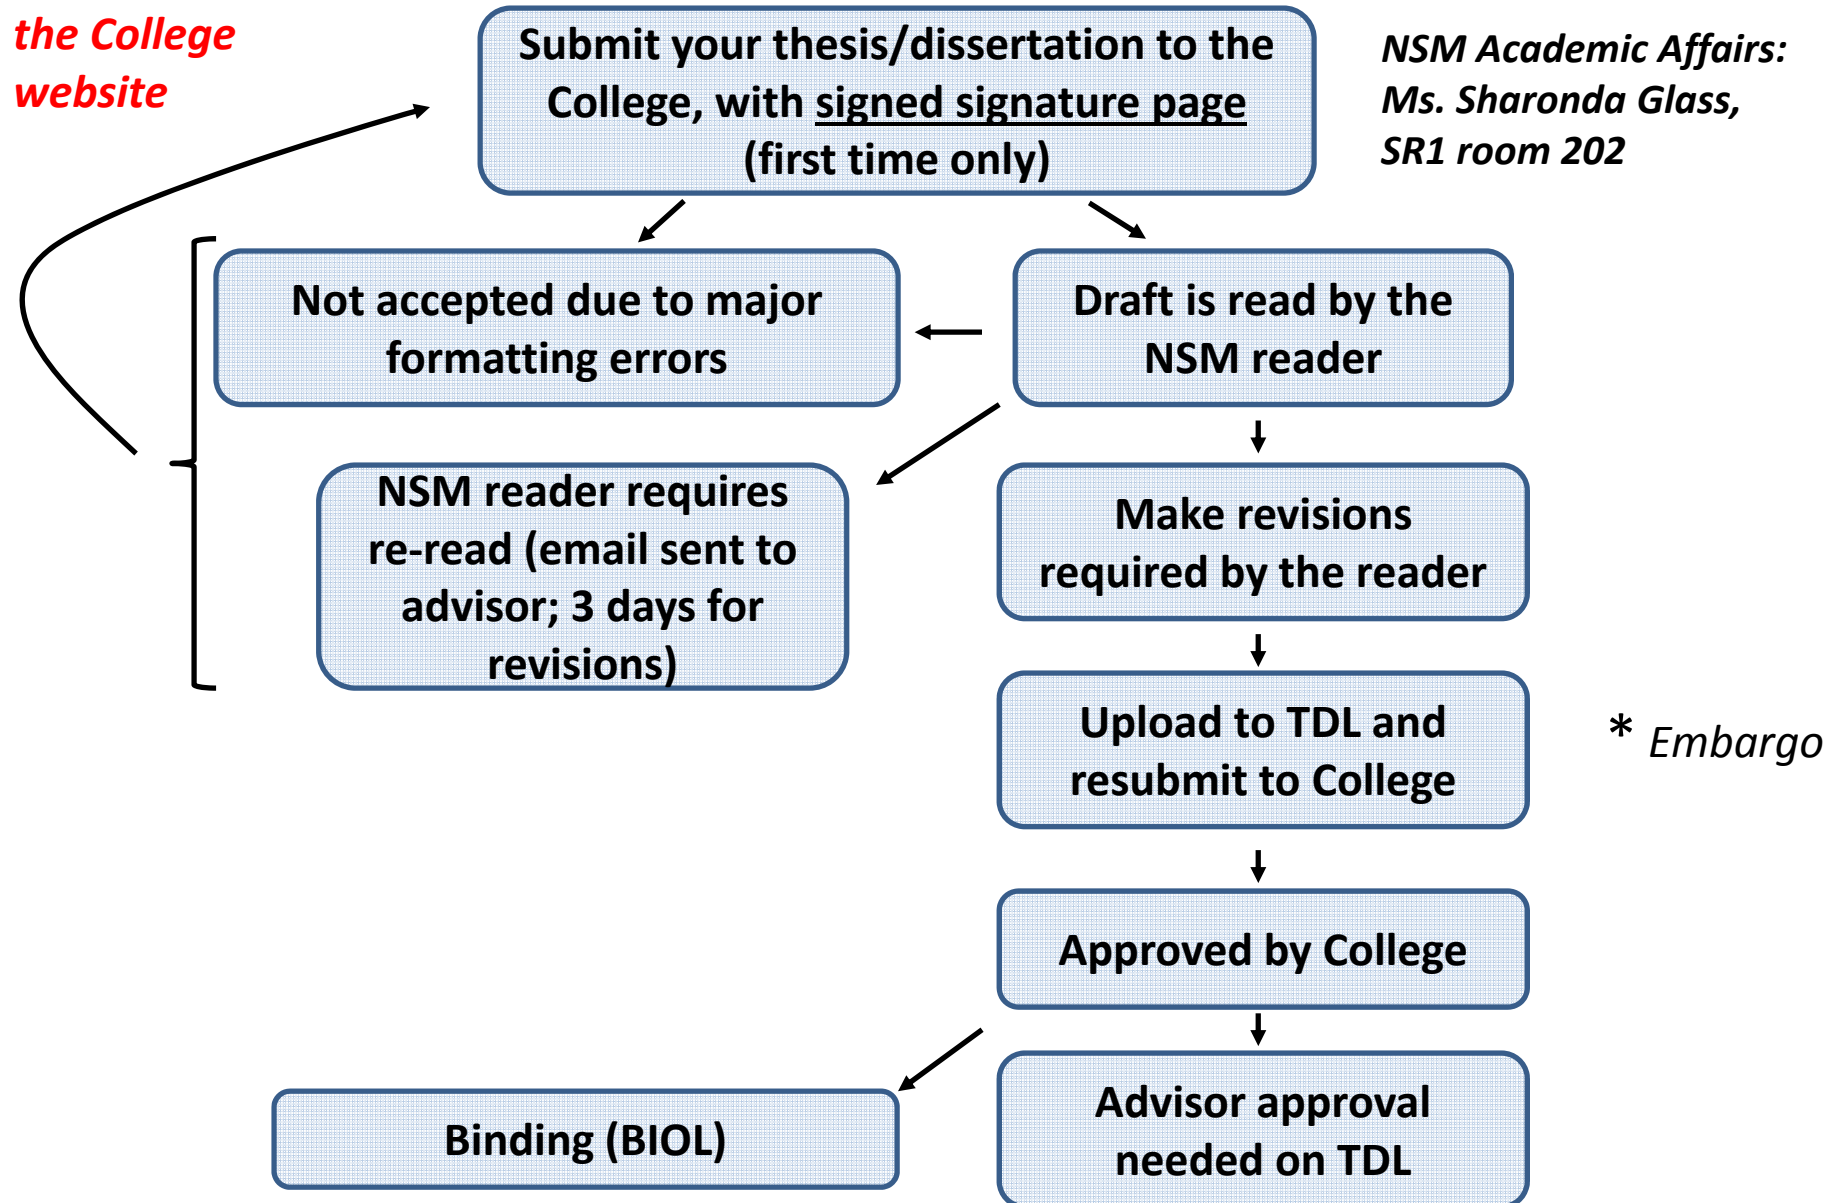 the College
website
Submit your thesis/dissertation to the
College, with signed signature page
(first time only)
NSM Academic Affairs:
Ms. Sharonda Glass,
SR1 room 202
Not accepted due to major
formatting errors
Draft is read by the
NSM reader
NSM reader requires
re-read (email sent to
advisor; 3 days for
revisions)
Make revisions
required by the reader
Upload to TDL and
resubmit to College
* Embargo
Approved by College
Binding (BIOL)
Advisor approval
needed on TDL